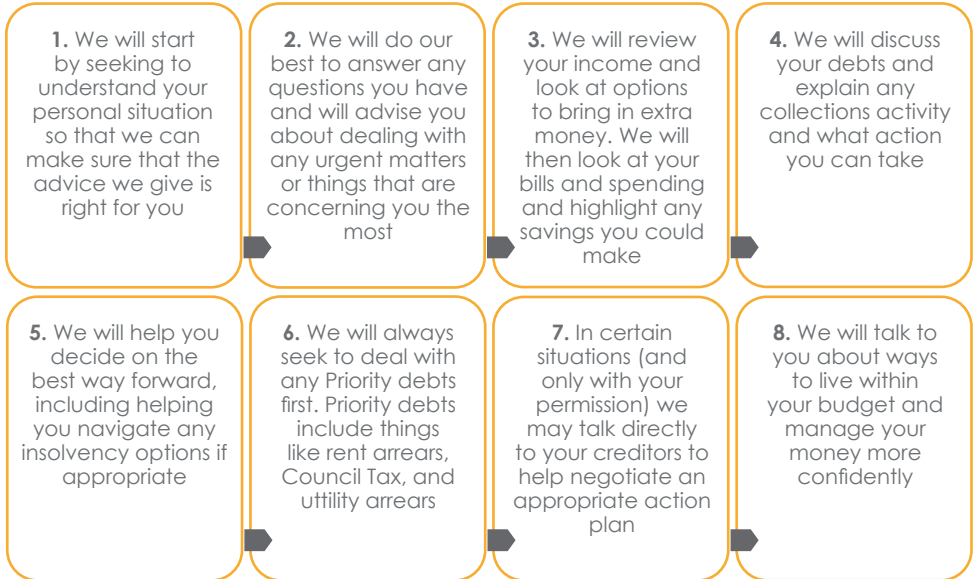 1. We will start
by seeking to
understand your
personal situation
so that we can
make sure that the
advice we give is
right for you
2. We will do our
best to answer any
questions you have
and will advise you
about dealing with
any urgent matters
or things that are
concerning you the
most
3. We will review
your income and
look at options
to bring in extra
money. We will
then look at your
bills and spending
and highlight any
savings you could
make
4. We will discuss
your debts and
explain any
collections activity
and what action
you can take
5. We will help you
decide on the
best way forward,
including helping
you navigate any
insolvency options if
appropriate
6. We will always
seek to deal with
any Priority debts
first. Priority debts
include things
like rent arrears,
Council Tax, and
uttility arrears
7. In certain
situations (and
only with your
permission) we
may talk directly
to your creditors to
help negotiate an
appropriate action
plan
8. We will talk to
you about ways
to live within
your budget and
manage your
money more
confidently